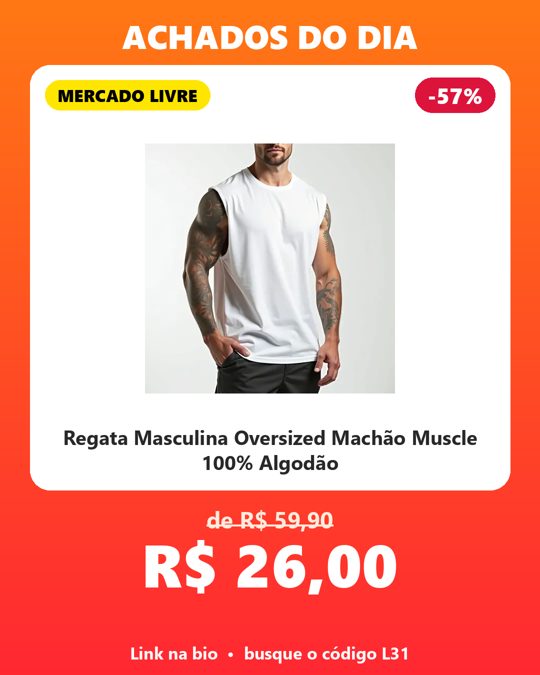 ACHADOS DO DIA
MERCADO LIVRE
-57%
Regata Masculina Oversized Machão Muscle
100% Algodão
de R$ 59,90
R$ 26,00
Link na bio • busque o código L31